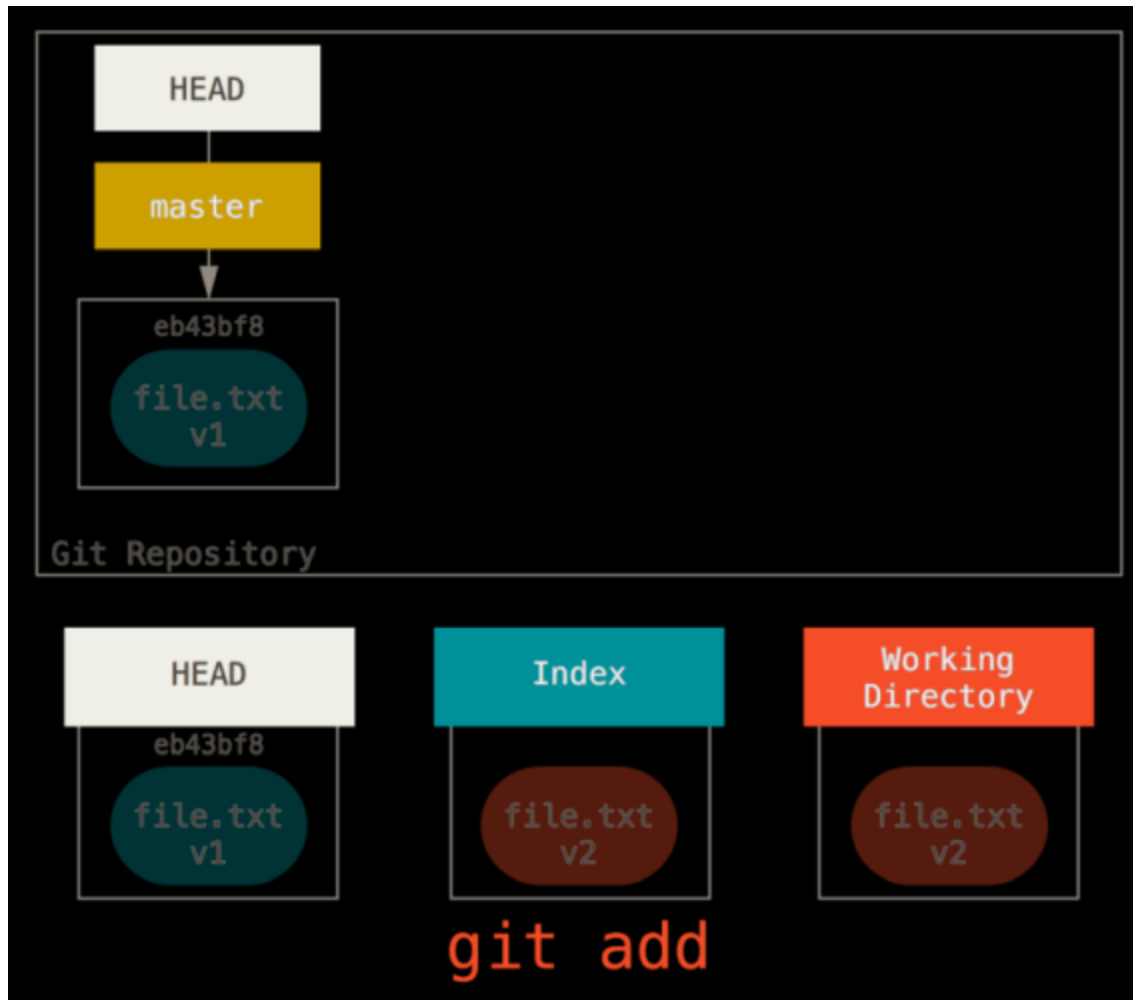 HEAD
master
eb43bf8
file.txt
v1
Git Repository
HEAD
Index
Working
Directory
eb43bf8
file.txt
v1
file.txt
v2
file.txt
v2
git add